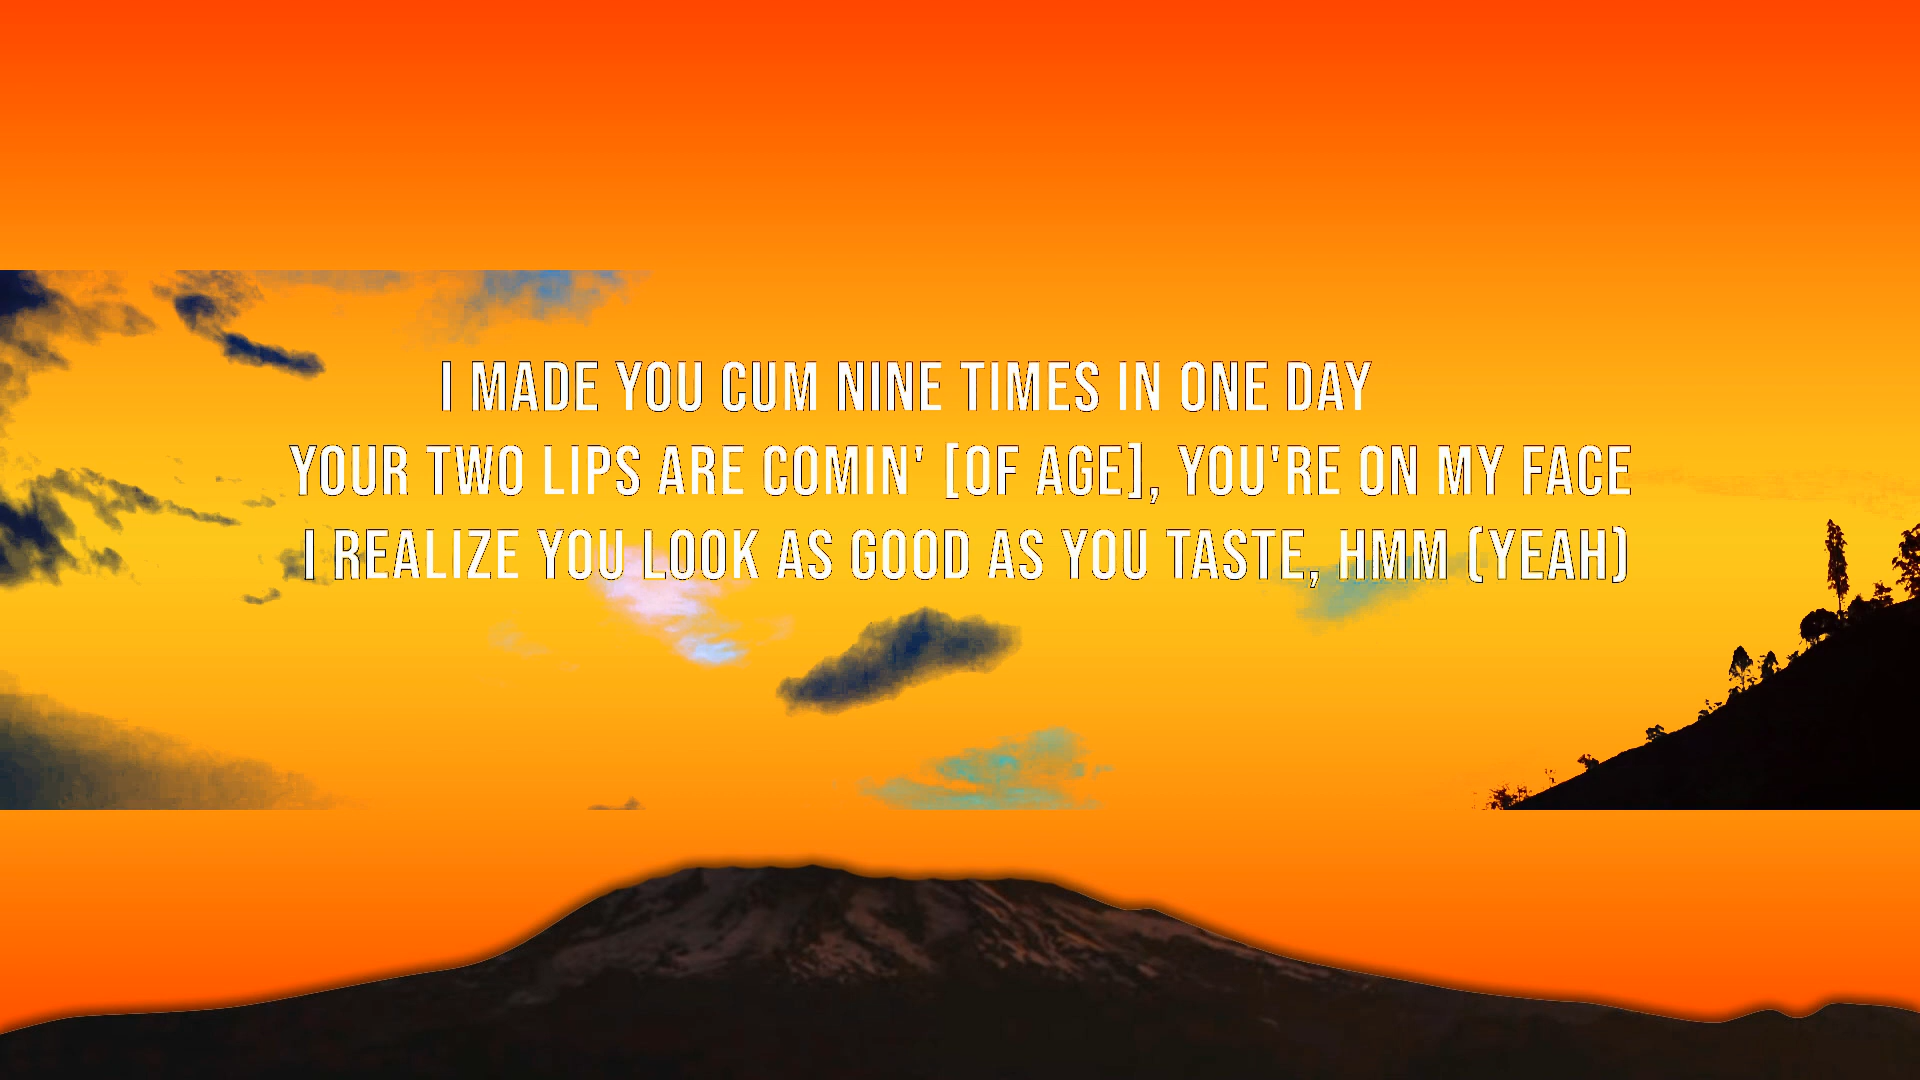 I MADE YOU CUM NINE TIMES IN ONE DAY
YOUR TWO LIPS ARE COMIN' [OF AGE], YOU'RE ON MY FACE
I REALIZE YOU LOOK AS GOOD AS YOU TASTE, HMM (YEAH)